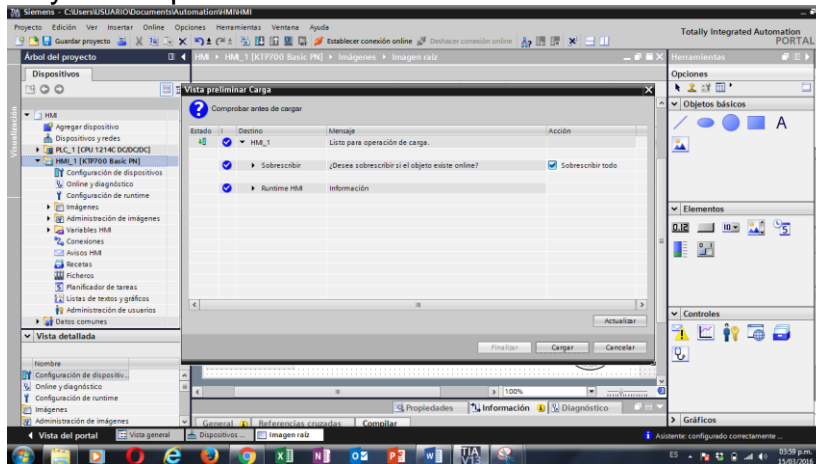 Siemens - C:\Users\USUARIO\Documents\Automation\HMI\HMI
Proyecto Edición Ver Insertar Online Opciones Herramientas Ventana Ayuda
Guardar proyecto Establecer conexión online Deshacer conexión online
Totally Integrated Automation
PORTAL
Árbol del proyecto
HMI ▸ HMI_1 [KTP700 Basic PN] ▸ Imágenes ▸ Imagen raíz
Herramientas
Dispositivos
Opciones
Visualización
HMI
Agregar dispositivo
Dispositivos y redes
PLC_1 [CPU 1214C DC/DC/DC]
HMI_1 [KTP700 Basic PN]
Configuración de dispositivos
Online y diagnóstico
Configuración de runtime
Imágenes
Administración de imágenes
Variables HMI
Conexiones
Avisos HMI
Recetas
Ficheros
Planificador de tareas
Listas de textos y gráficos
Administración de usuarios
Datos comunes
Vista detallada
Nombre
Configuración de dispositiv...
Online y diagnóstico
Configuración de runtime
Imágenes
Administración de imágenes
Vista preliminar Carga
Comprobar antes de cargar
Estado ! Destino Mensaje Acción
HMI_1 Listo para operación de carga.
Sobrescribir ¿Desea sobrescribir si el objeto existe online? Sobrescribir todo
Runtime HMI Información
Actualizar
Finalizar Cargar Cancelar
100%
Propiedades Información Diagnóstico
General Referencias cruzadas Compilar
Objetos básicos
A
Elementos
Controles
Gráficos
Vista del portal Vista general Dispositivos ... Imagen raíz Asistente: configurado correctamente ...
TIA
V13
ES 03:59 p.m.
15/03/2016